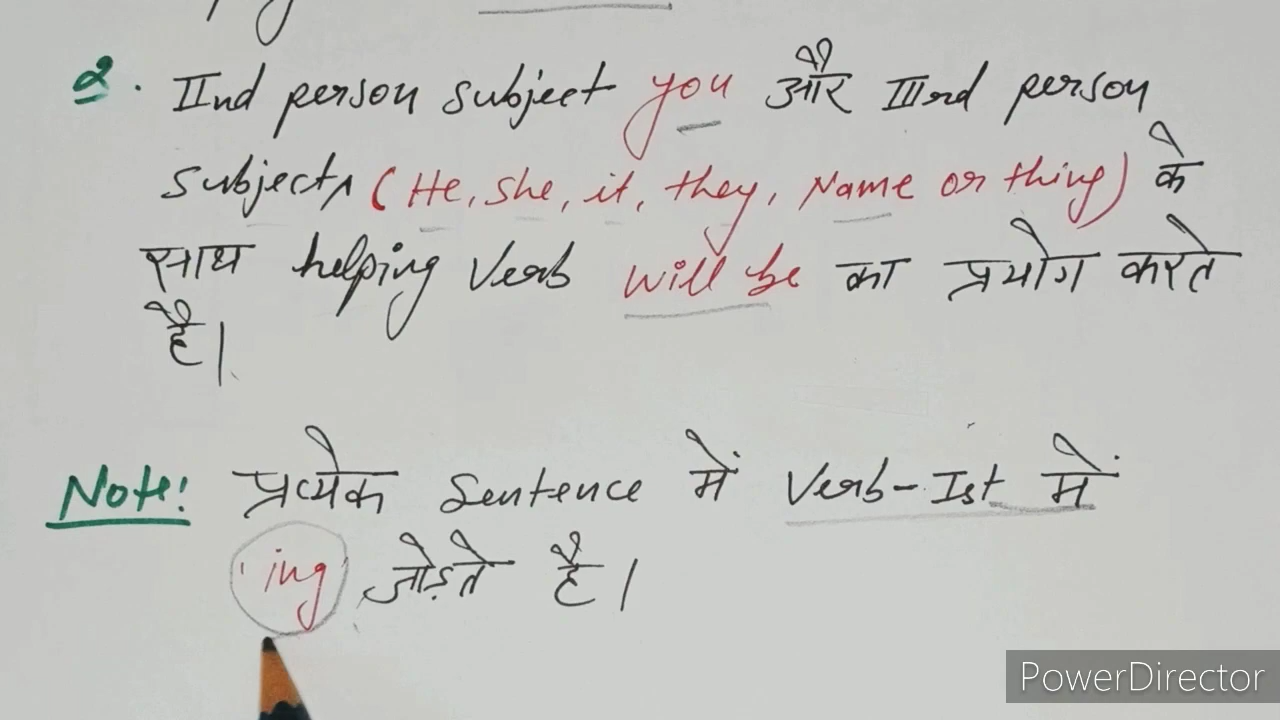 2. IInd person subject you और IIIrd person
subject, (He, she, it, they, Name or thing) के
साथ helping verb will be का प्रयोग करते
है।
Note! प्रत्येक Sentence में Verb-Ist में
'ing' जोड़ते है।
PowerDirector